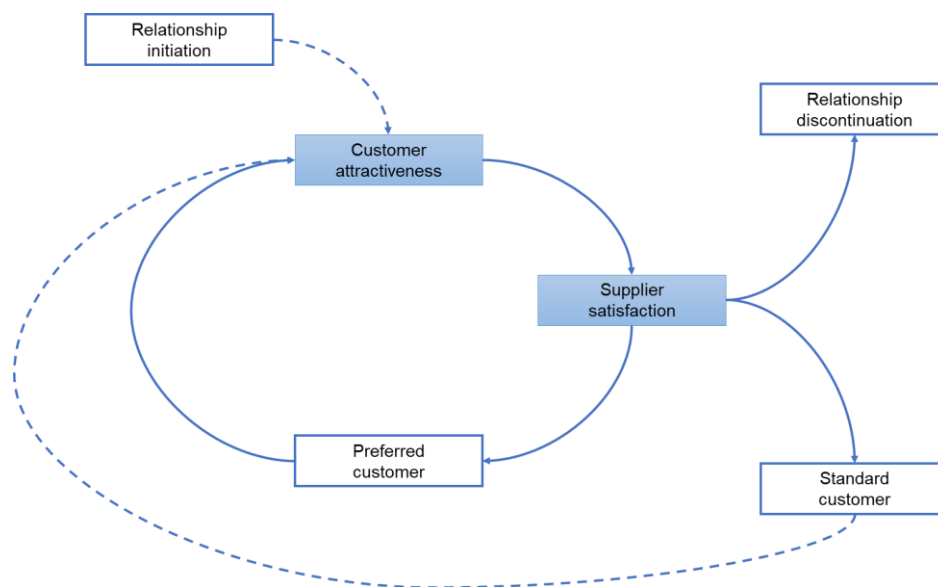 Relationship
initiation
Relationship
discontinuation
Customer
attractiveness
Supplier
satisfaction
Preferred
customer
Standard
customer